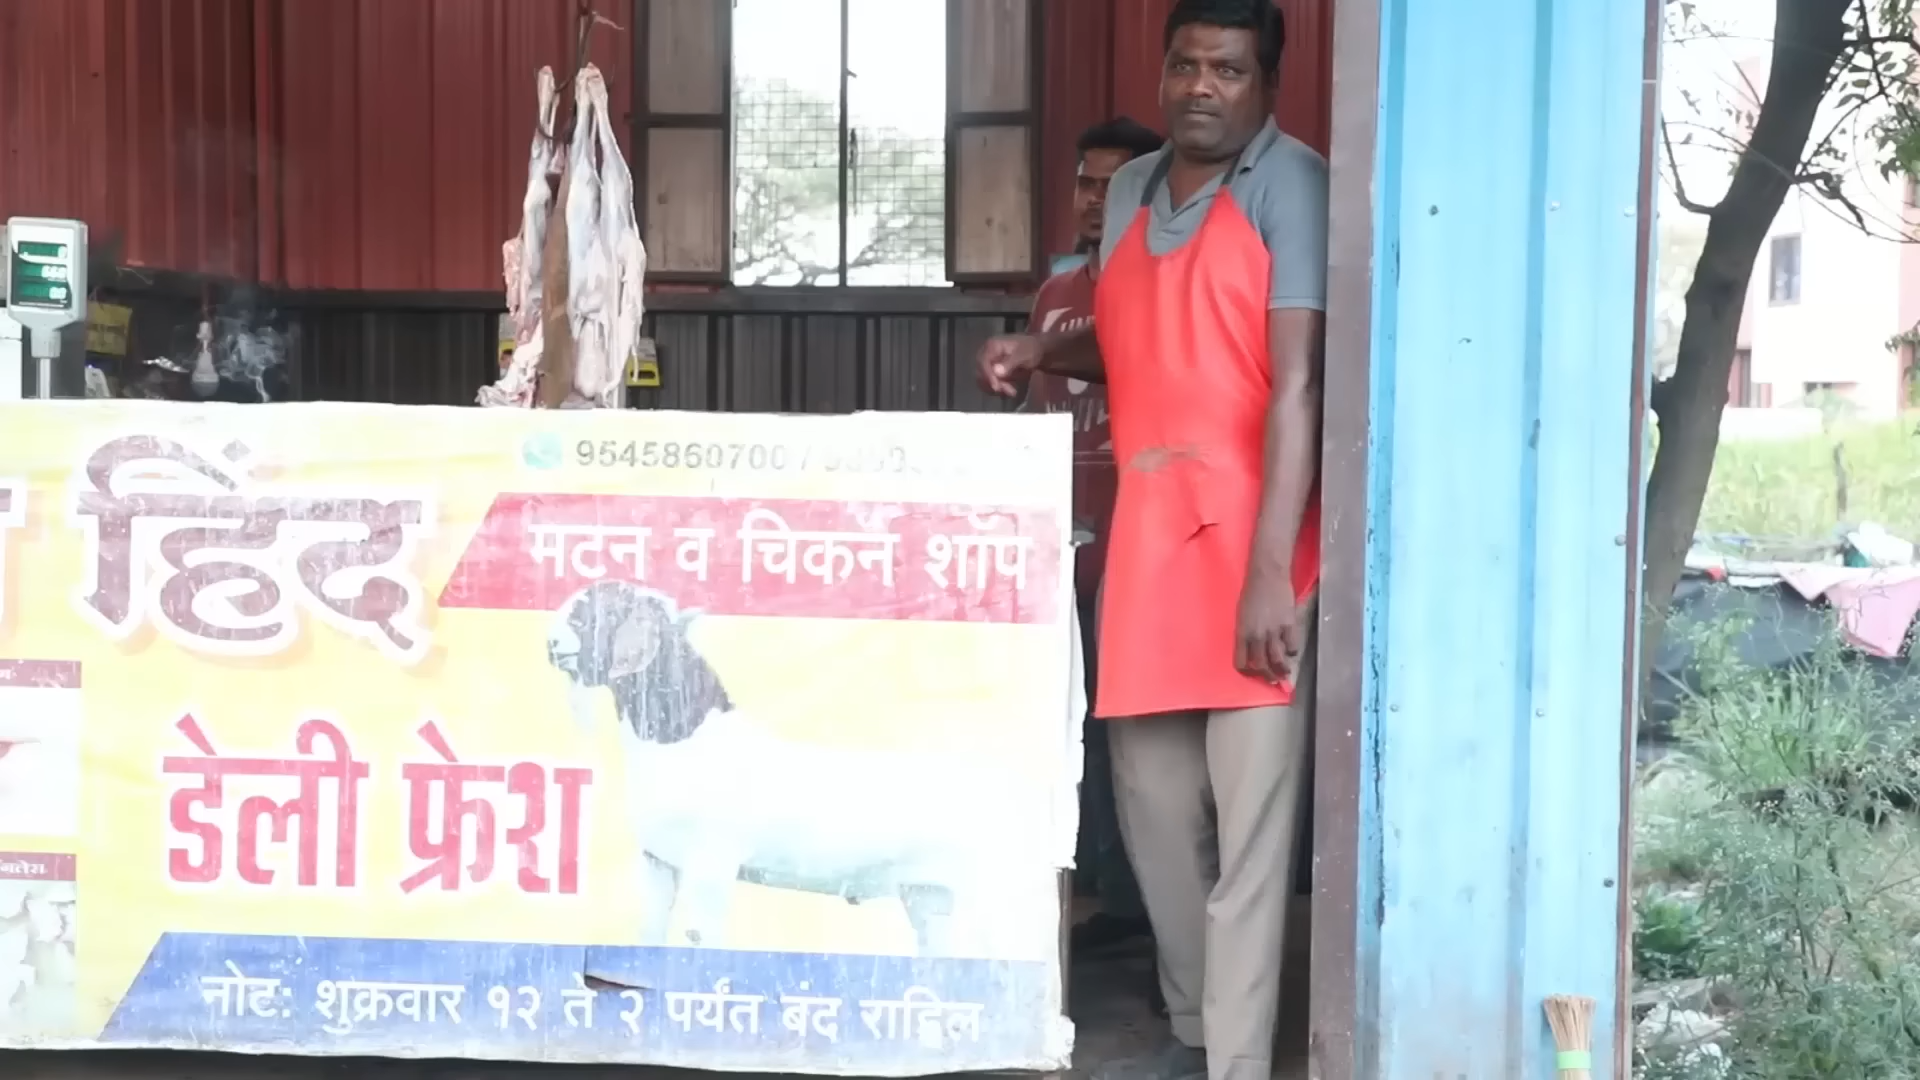 9545860700 /
हिंद
मटन व चिकन शॉप
डेली फ्रेश
नोट: शुक्रवार १२ ते २ पर्यंत बंद राहिल